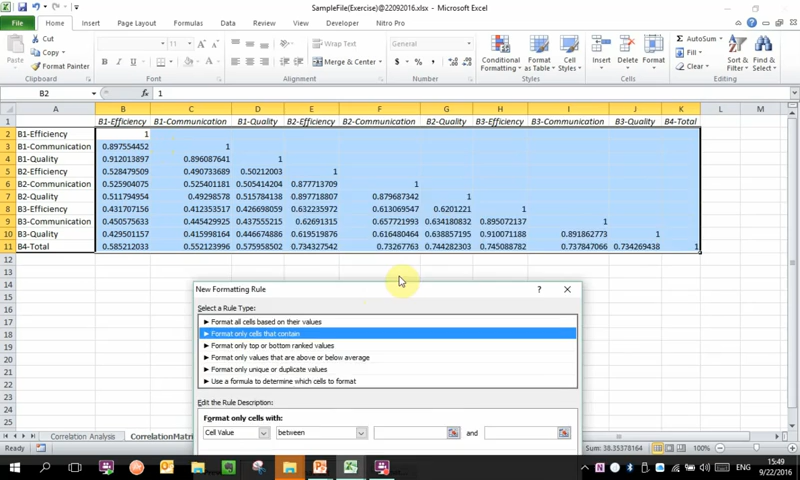 SampleFile(Exercise)@22092016.xlsx - Microsoft Excel
File Home Insert Page Layout Formulas Data Review View Developer Nitro Pro
Cut
Copy
Format Painter
Paste
Clipboard Font Alignment Number Styles Cells Editing
Wrap Text
Merge & Center
General
Conditional Formatting
Format as Table
Cell Styles
Insert Delete Format
AutoSum
Fill
Clear
Sort & Filter
Find & Select
B2 fx 1
A B C D E F G H I J K L M
1 B1-Efficiency B1-Communication B1-Quality B2-Efficiency B2-Communication B2-Quality B3-Efficiency B3-Communication B3-Quality B4-Total
2 B1-Efficiency 1
3 B1-Communication 0.897554452 1
4 B1-Quality 0.912013897 0.896087641 1
5 B2-Efficiency 0.528479509 0.490733689 0.50212003 1
6 B2-Communication 0.525904075 0.525401181 0.505414204 0.877713709 1
7 B2-Quality 0.511794954 0.49298578 0.515784138 0.897718807 0.879687342 1
8 B3-Efficiency 0.431707156 0.412353517 0.426698059 0.632235972 0.613069547 0.6201221 1
9 B3-Communication 0.450575633 0.445429925 0.437555215 0.62691315 0.657721993 0.634180832 0.895072137 1
10 B3-Quality 0.429501157 0.415998164 0.446674886 0.619519876 0.616480464 0.638857195 0.910071188 0.891862773 1
11 B4-Total 0.585212033 0.552123996 0.575958502 0.734327542 0.73267763 0.744282303 0.745088782 0.737847066 0.734269438 1
12
13
14
15
16
17
18
19
20
21
22
23
24
25
New Formatting Rule ?
Select a Rule Type:
► Format all cells based on their values
► Format only cells that contain
► Format only top or bottom ranked values
► Format only values that are above or below average
► Format only unique or duplicate values
► Use a formula to determine which cells to format
Edit the Rule Description:
Format only cells with:
Cell Value between and
Correlation Analysis CorrelationMatri
Ready Sum: 38.35378164 100%
ENG 15:49
9/22/2016